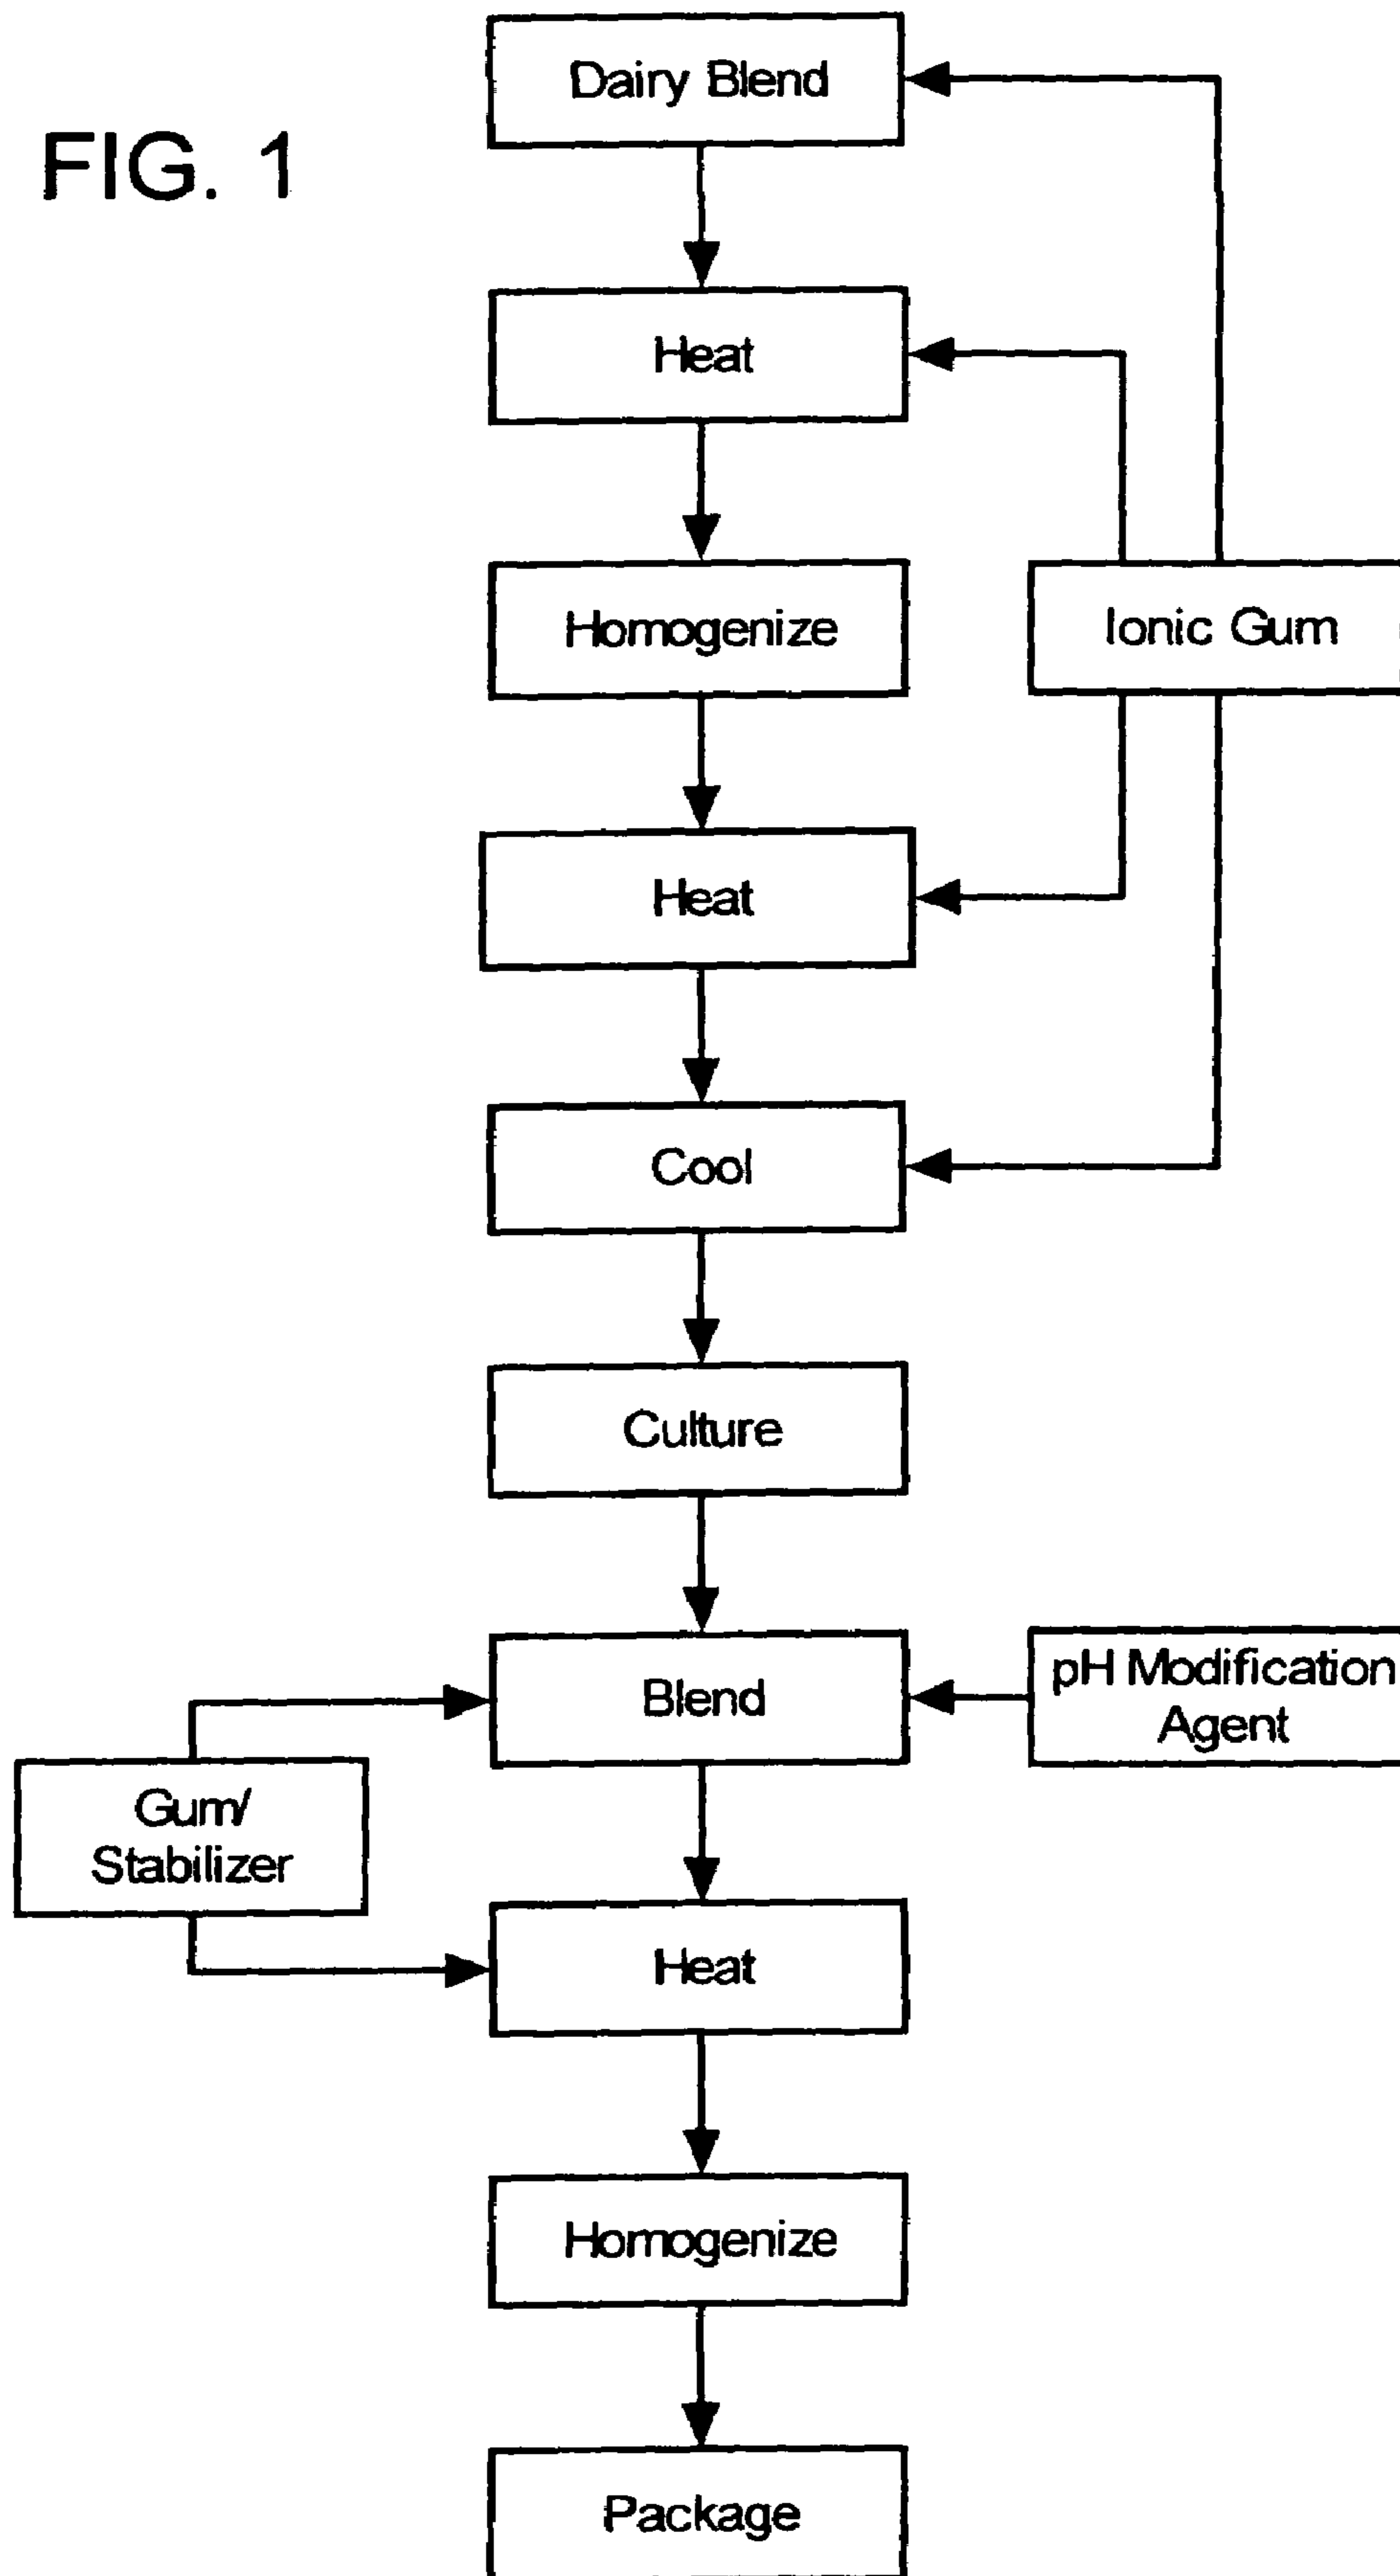 FIG. 1
Dairy Blend
Heat
Homogenize
Ionic Gum
Heat
Cool
Culture
Blend
pH Modification
Agent
Gum/
Stabilizer
Heat
Homogenize
Package